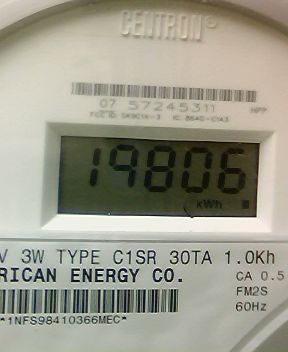 CENTRON®
07 57245311 HPP
19806
kWh
V 3W TYPE C1SR 30TA 1.0Kh
RICAN ENERGY CO. CA 0.5
FM2S
*1NFS98410366MEC* 60Hz